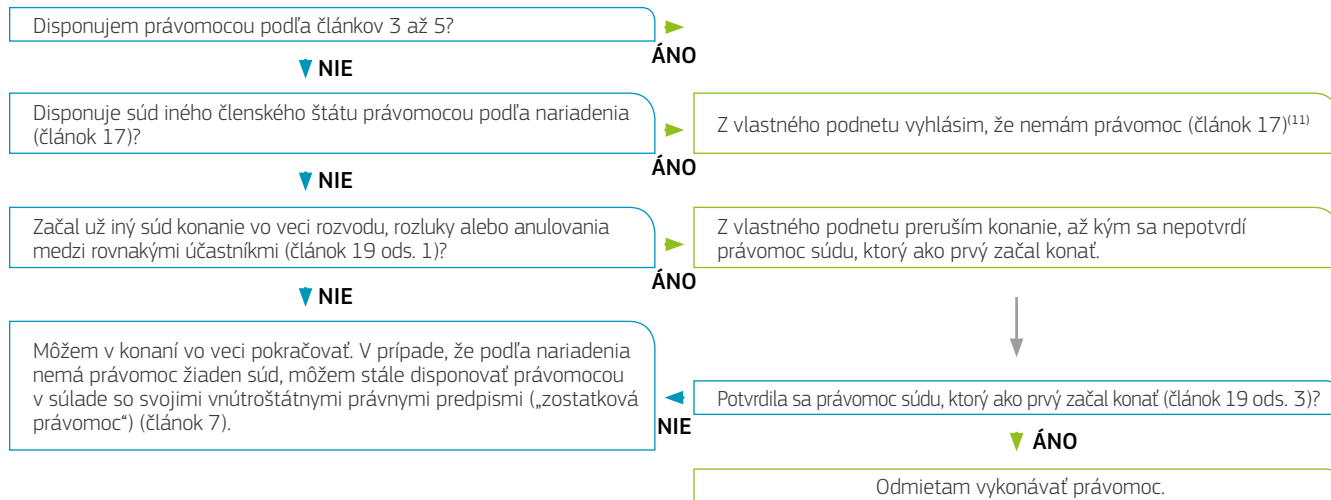 Disponujem právomocou podľa článkov 3 až 5?
ÁNO
NIE
Disponuje súd iného členského štátu právomocou podľa nariadenia
(článok 17)?
ÁNO
Z vlastného podnetu vyhlásim, že nemám právomoc (článok 17)(11)
NIE
Začal už iný súd konanie vo veci rozvodu, rozluky alebo anulovania
medzi rovnakými účastníkmi (článok 19 ods. 1)?
ÁNO
Z vlastného podnetu preruším konanie, až kým sa nepotvrdí
právomoc súdu, ktorý ako prvý začal konať.
NIE
Môžem v konaní vo veci pokračovať. V prípade, že podľa nariadenia
nemá právomoc žiaden súd, môžem stále disponovať právomocou
v súlade so svojimi vnútroštátnymi právnymi predpismi („zostatková
právomoc“) (článok 7).
NIE
Potvrdila sa právomoc súdu, ktorý ako prvý začal konať (článok 19 ods. 3)?
ÁNO
Odmietam vykonávať právomoc.